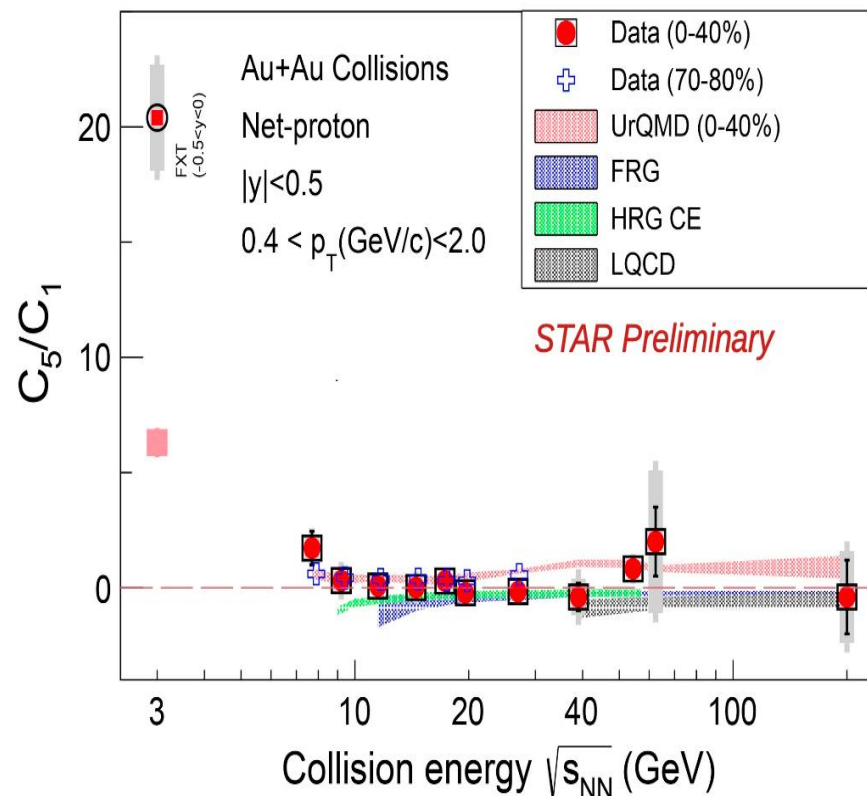 Au+Au Collisions
Net-proton
|y|<0.5
0.4 < p_T(GeV/c)<2.0
FXT
(-0.5<y<0)
Data (0-40%)
Data (70-80%)
UrQMD (0-40%)
FRG
HRG CE
LQCD
STAR Preliminary
C₅/C₁
20
10
0
3
10
20
40
100
Collision energy √s_NN (GeV)